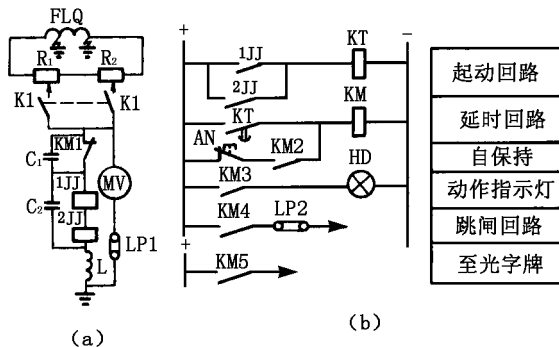 FLQ
R₁
R₂
K1
K1
KM1
C₁
1JJ
MV
C₂
2JJ
LP1
L
(a)
+
-
1JJ
KT
2JJ
KT
KM
AN
KM2
HD
KM3
KM4
LP2
+
KM5
(b)
起动回路
延时回路
自保持
动作指示灯
跳闸回路
至光字牌